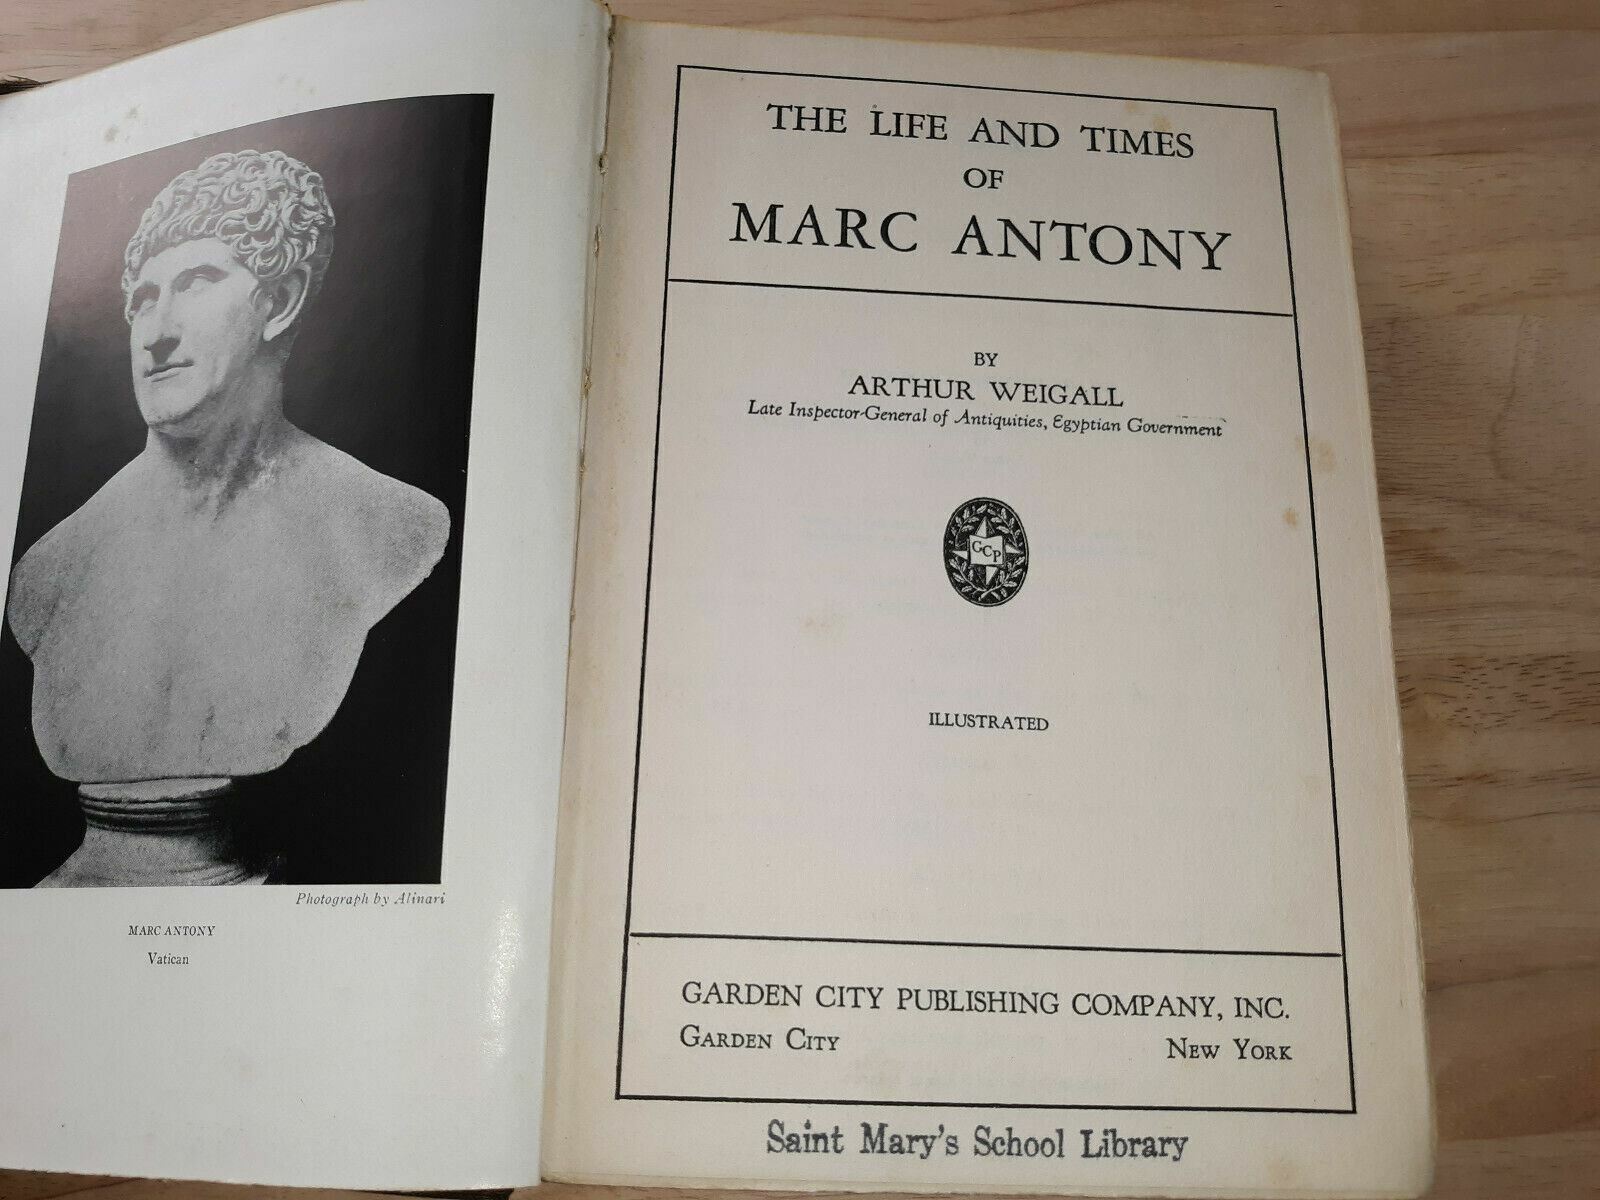 Photograph by Alinari
MARC ANTONY
Vatican
THE LIFE AND TIMES
OF
MARC ANTONY
BY
ARTHUR WEIGALL
Late Inspector-General of Antiquities, Egyptian Government
GCP
ILLUSTRATED
GARDEN CITY PUBLISHING COMPANY, INC.
GARDEN CITY NEW YORK
Saint Mary's School Library